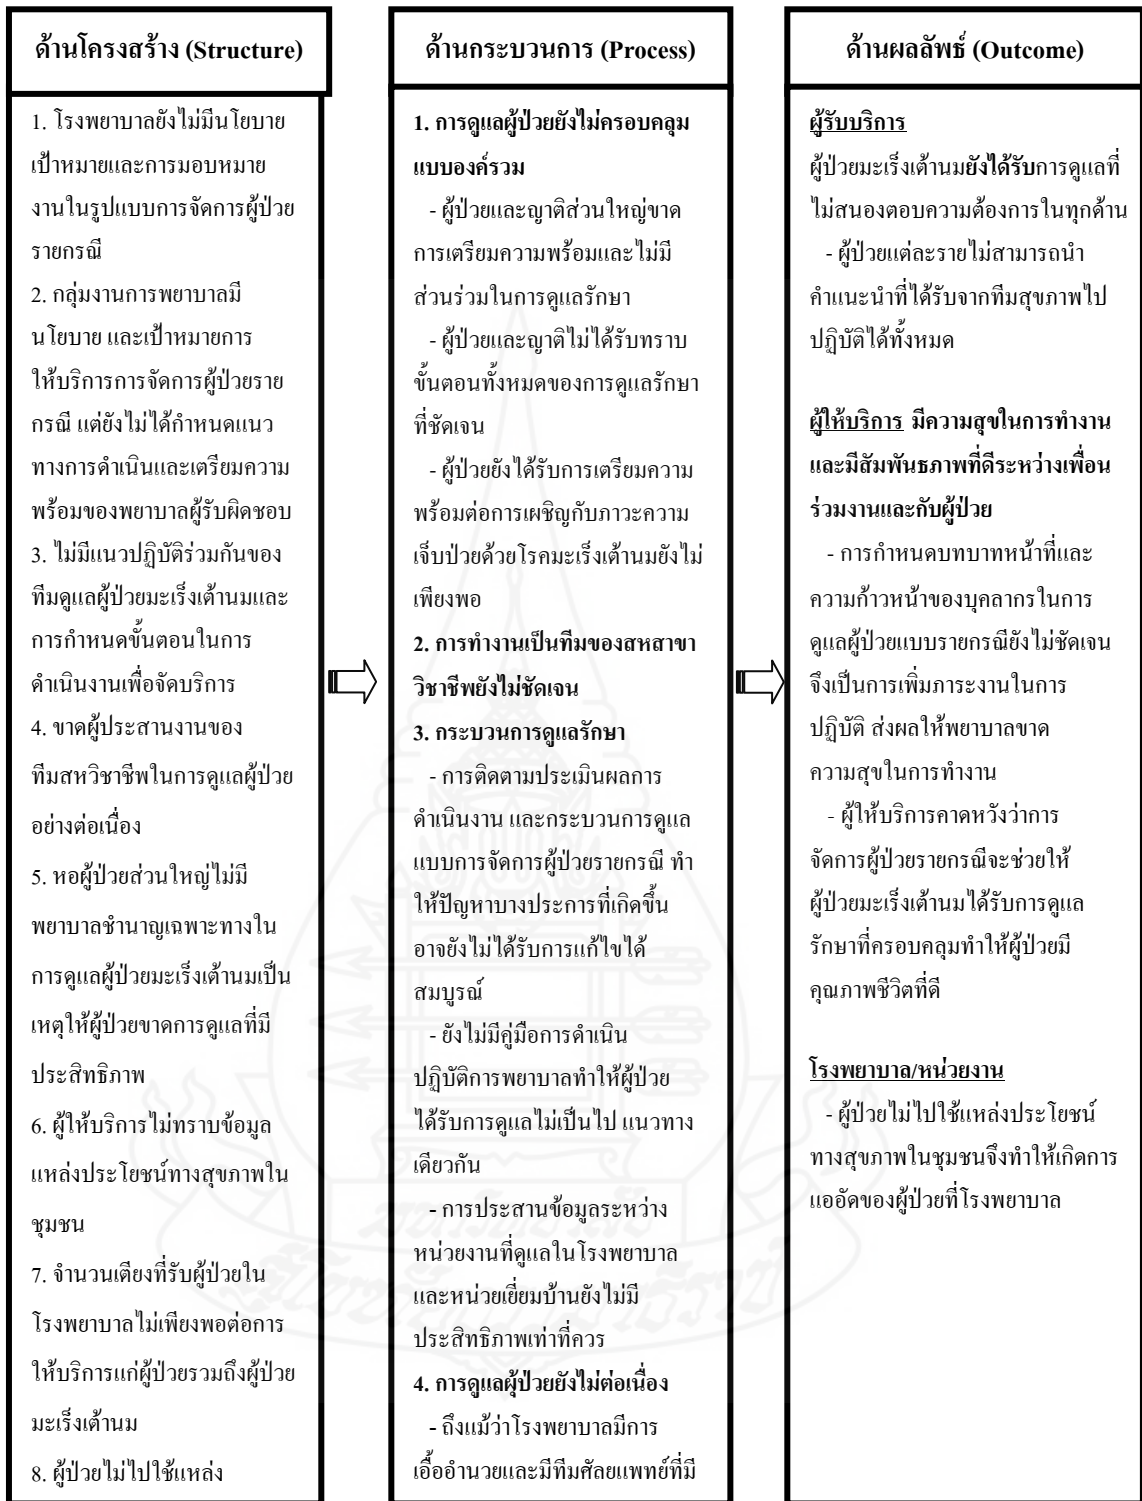 ด้านโครงสร้าง (Structure)
1. โรงพยาบาลยังไม่มีนโยบาย
เป้าหมายและการมอบหมาย
งานในรูปแบบการจัดการผู้ป่วย
รายกรณี
2. กลุ่มงานการพยาบาลมี
นโยบาย และเป้าหมายการ
ให้บริการการจัดการผู้ป่วยราย
กรณี แต่ยังไม่ได้กำหนดแนว
ทางการดำเนินและเตรียมความ
พร้อมของพยาบาลผู้รับผิดชอบ
3. ไม่มีแนวปฏิบัติร่วมกันของ
ทีมดูแลผู้ป่วยมะเร็งเต้านมและ
การกำหนดขั้นตอนในการ
ดำเนินงานเพื่อจัดบริการ
4. ขาดผู้ประสานงานของ
ทีมสหวิชาชีพในการดูแลผู้ป่วย
อย่างต่อเนื่อง
5. หอผู้ป่วยส่วนใหญ่ไม่มี
พยาบาลชำนาญเฉพาะทางใน
การดูแลผู้ป่วยมะเร็งเต้านมเป็น
เหตุให้ผู้ป่วยขาดการดูแลที่มี
ประสิทธิภาพ
6. ผู้ให้บริการไม่ทราบข้อมูล
แหล่งประโยชน์ทางสุขภาพใน
ชุมชน
7. จำนวนเตียงที่รับผู้ป่วยใน
โรงพยาบาลไม่เพียงพอต่อการ
ให้บริการแก่ผู้ป่วยรวมถึงผู้ป่วย
มะเร็งเต้านม
8. ผู้ป่วยไม่ไปใช้แหล่ง
ด้านกระบวนการ (Process)
1. การดูแลผู้ป่วยยังไม่ครอบคลุม
แบบองค์รวม
- ผู้ป่วยและญาติส่วนใหญ่ขาด
การเตรียมความพร้อมและไม่มี
ส่วนร่วมในการดูแลรักษา
- ผู้ป่วยและญาติไม่ได้รับทราบ
ขั้นตอนทั้งหมดของการดูแลรักษา
ที่ชัดเจน
- ผู้ป่วยยังได้รับการเตรียมความ
พร้อมต่อการเผชิญกับภาวะความ
เจ็บป่วยด้วยโรคมะเร็งเต้านมยังไม่
เพียงพอ
2. การทำงานเป็นทีมของสหสาขา
วิชาชีพยังไม่ชัดเจน
3. กระบวนการดูแลรักษา
- การติดตามประเมินผลการ
ดำเนินงาน และกระบวนการดูแล
แบบการจัดการผู้ป่วยรายกรณี ทำ
ให้ปัญหาบางประการที่เกิดขึ้น
อาจยังไม่ได้รับการแก้ไขได้
สมบูรณ์
- ยังไม่มีคู่มือการดำเนิน
ปฏิบัติการพยาบาลทำให้ผู้ป่วย
ได้รับการดูแลไม่เป็นไป แนวทาง
เดียวกัน
- การประสานข้อมูลระหว่าง
หน่วยงานที่ดูแลในโรงพยาบาล
และหน่วยเยี่ยมบ้านยังไม่มี
ประสิทธิภาพเท่าที่ควร
4. การดูแลผุ้ป่วยยังไม่ต่อเนื่อง
- ถึงแม้ว่าโรงพยาบาลมีการ
เอื้ออำนวยและมีทีมศัลยแพทย์ที่มี
ด้านผลลัพธ์ (Outcome)
ผู้รับบริการ
ผู้ป่วยมะเร็งเต้านมยังได้รับการดูแลที่
ไม่สนองตอบความต้องการในทุกด้าน
- ผู้ป่วยแต่ละรายไม่สามารถนำ
คำแนะนำที่ได้รับจากทีมสุขภาพไป
ปฏิบัติได้ทั้งหมด
ผู้ให้บริการ มีความสุขในการทำงาน
และมีสัมพันธภาพที่ดีระหว่างเพื่อน
ร่วมงานและกับผู้ป่วย
- การกำหนดบทบาทหน้าที่และ
ความก้าวหน้าของบุคลากรในการ
ดูแลผู้ป่วยแบบรายกรณียังไม่ชัดเจน
จึงเป็นการเพิ่มภาระงานในการ
ปฏิบัติ ส่งผลให้พยาบาลขาด
ความสุขในการทำงาน
- ผู้ให้บริการคาดหวังว่าการ
จัดการผู้ป่วยรายกรณีจะช่วยให้
ผู้ป่วยมะเร็งเต้านมได้รับการดูแล
รักษาที่ครอบคลุมทำให้ผู้ป่วยมี
คุณภาพชีวิตที่ดี
โรงพยาบาล/หน่วยงาน
- ผู้ป่วยไม่ไปใช้แหล่งประโยชน์
ทางสุขภาพในชุมชนจึงทำให้เกิดการ
แออัดของผู้ป่วยที่โรงพยาบาล